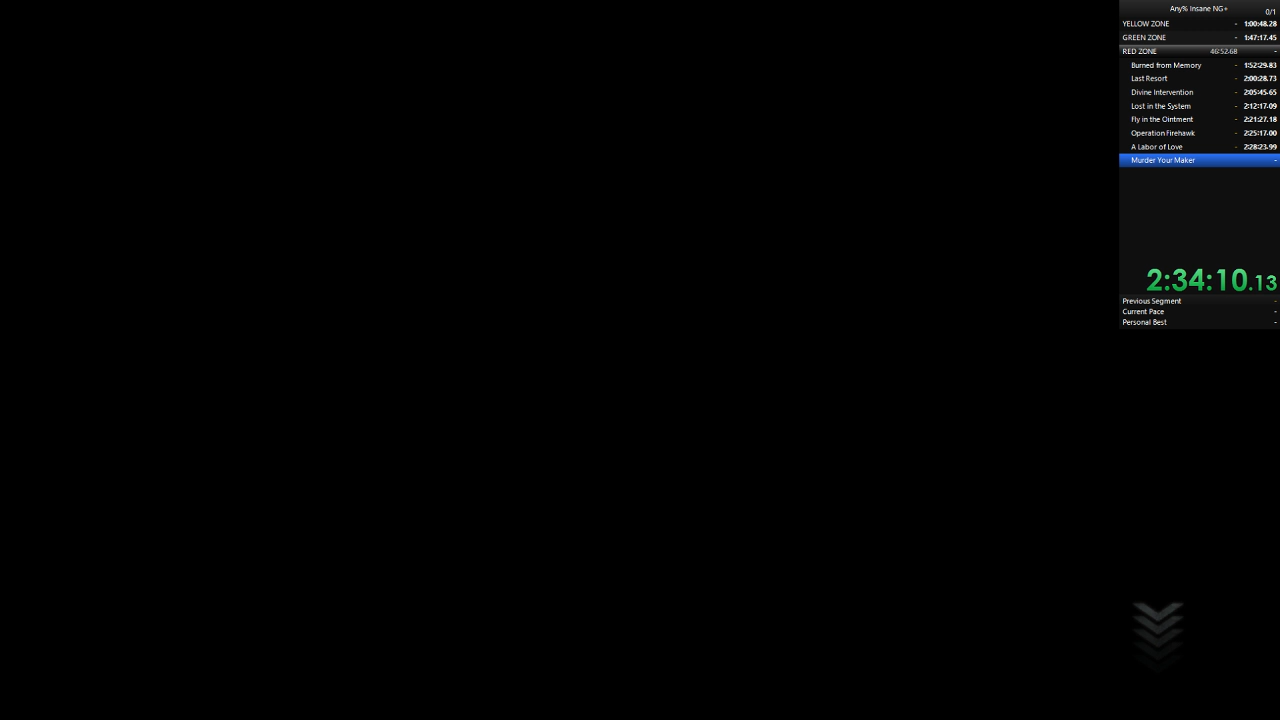 Any% Insane NG+
0/1
YELLOW ZONE - 1:00:48.28
GREEN ZONE - 1:47:17.45
RED ZONE 46:52.68 -
Burned from Memory - 1:52:29.83
Last Resort - 2:00:28.73
Divine Intervention - 2:05:45.65
Lost in the System - 2:12:17.09
Fly in the Ointment - 2:21:27.18
Operation Firehawk - 2:25:17.00
A Labor of Love - 2:28:23.99
Murder Your Maker -
2:34:10.13
Previous Segment -
Current Pace -
Personal Best -